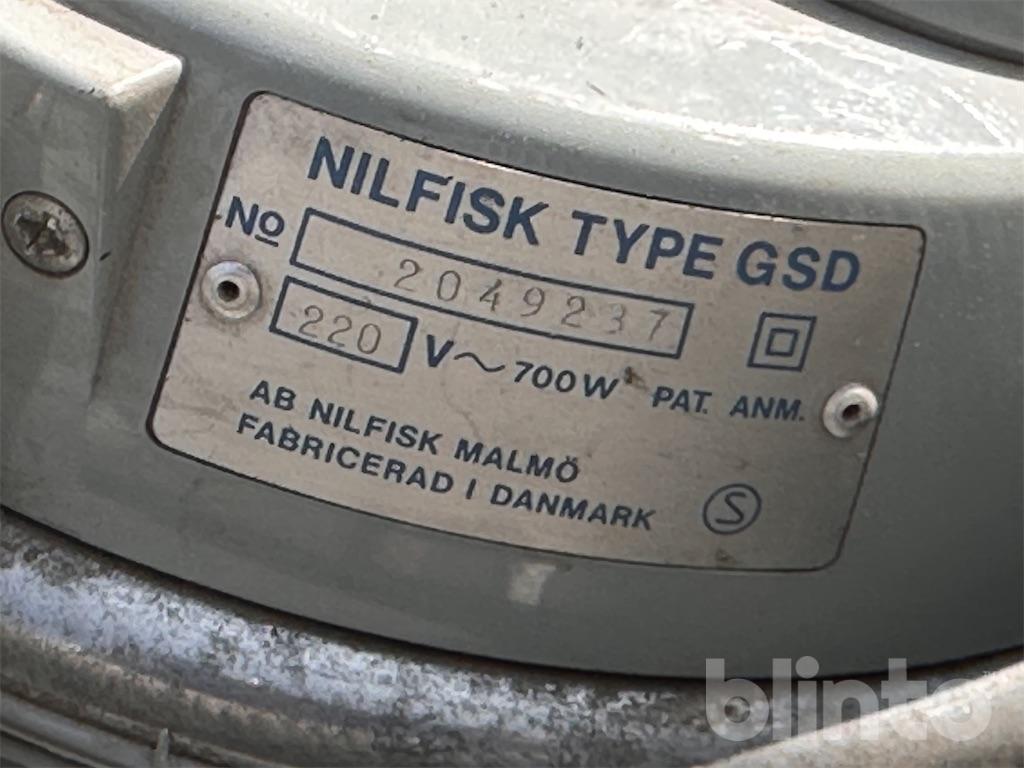 NILFISK TYPE GSD
No 2049237
220 V~ 700W PAT. ANM.
AB NILFISK MALMÖ
FABRICERAD I DANMARK
S
blinto